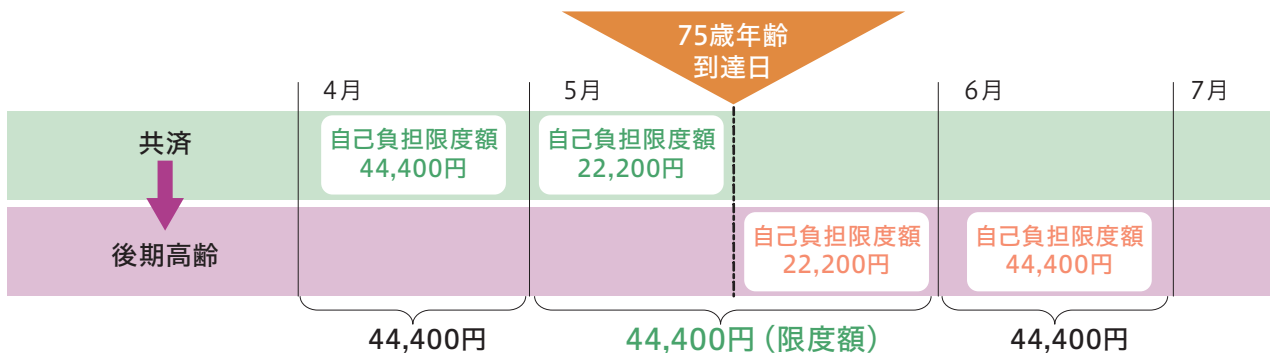 75歳年齢
到達日
4月
5月
6月
7月
共済
自己負担限度額
44,400円
自己負担限度額
22,200円
後期高齢
自己負担限度額
22,200円
自己負担限度額
44,400円
44,400円
44,400円(限度額)
44,400円